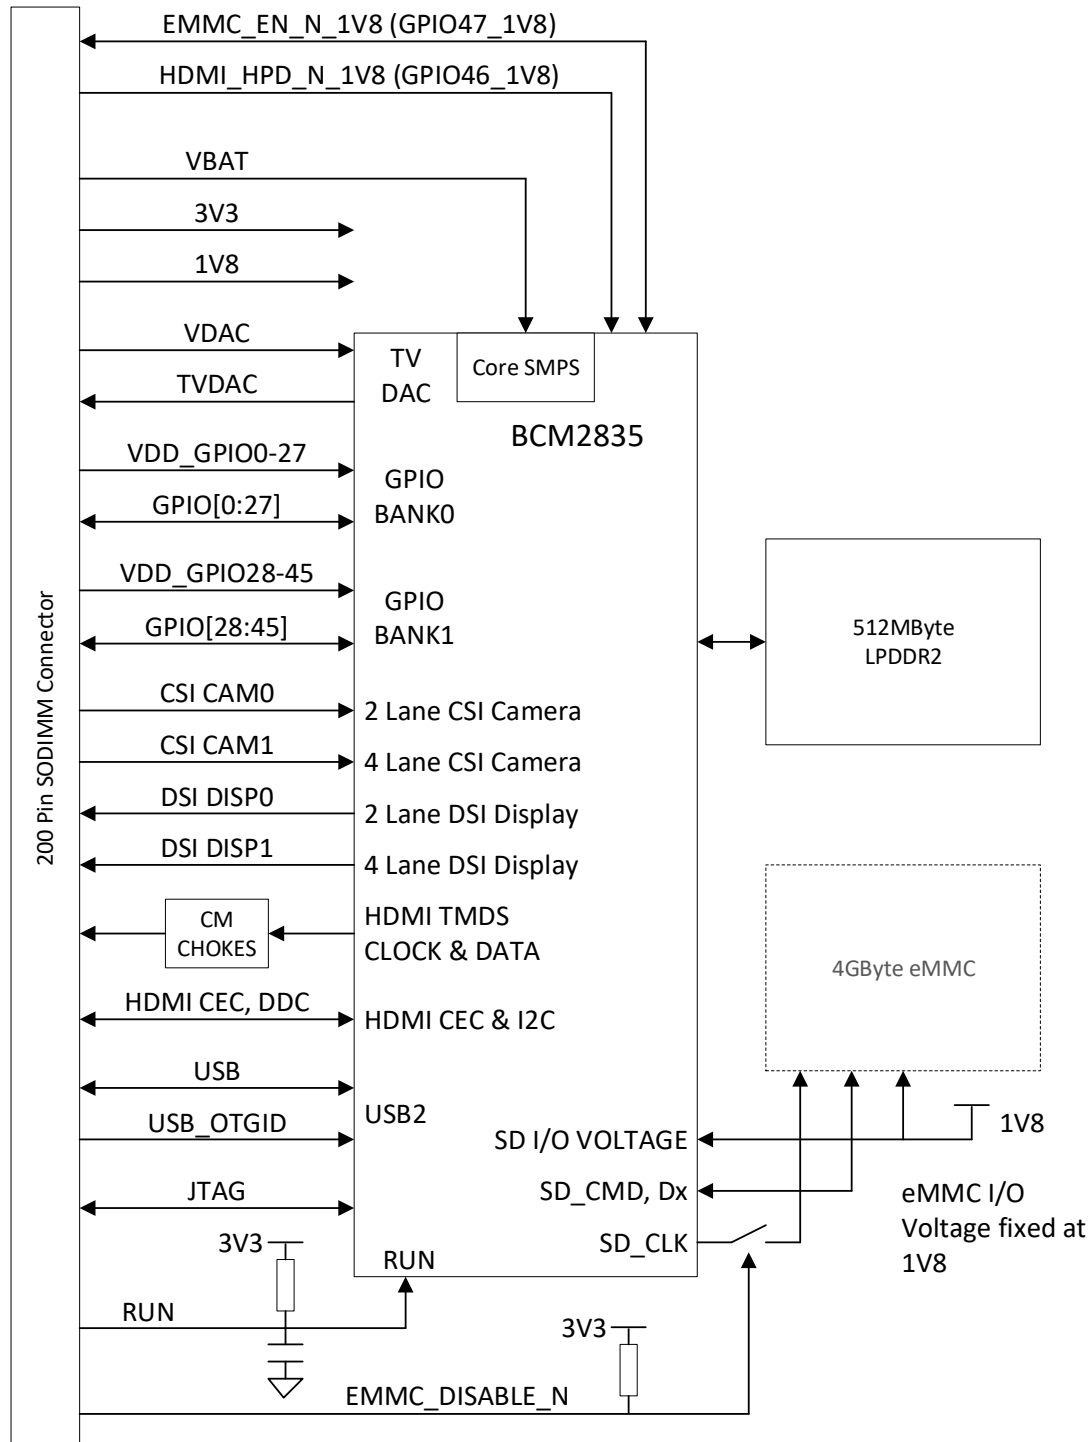 EMMC_EN_N_1V8 (GPIO47_1V8)
HDMI_HPD_N_1V8 (GPIO46_1V8)
VBAT
3V3
1V8
VDAC
TVDAC
TV
DAC
Core SMPS
BCM2835
VDD_GPIO0-27
GPIO[0:27]
GPIO
BANK0
VDD_GPIO28-45
GPIO[28:45]
GPIO
BANK1
200 Pin SODIMM Connector
512MByte
LPDDR2
CSI CAM0
2 Lane CSI Camera
CSI CAM1
4 Lane CSI Camera
DSI DISP0
2 Lane DSI Display
DSI DISP1
4 Lane DSI Display
CM
CHOKES
HDMI TMDS
CLOCK & DATA
4GByte eMMC
HDMI CEC, DDC
HDMI CEC & I2C
USB
USB_OTGID
USB2
SD I/O VOLTAGE
1V8
JTAG
SD_CMD, Dx
eMMC I/O
Voltage fixed at
1V8
SD_CLK
3V3
RUN
RUN
3V3
EMMC_DISABLE_N